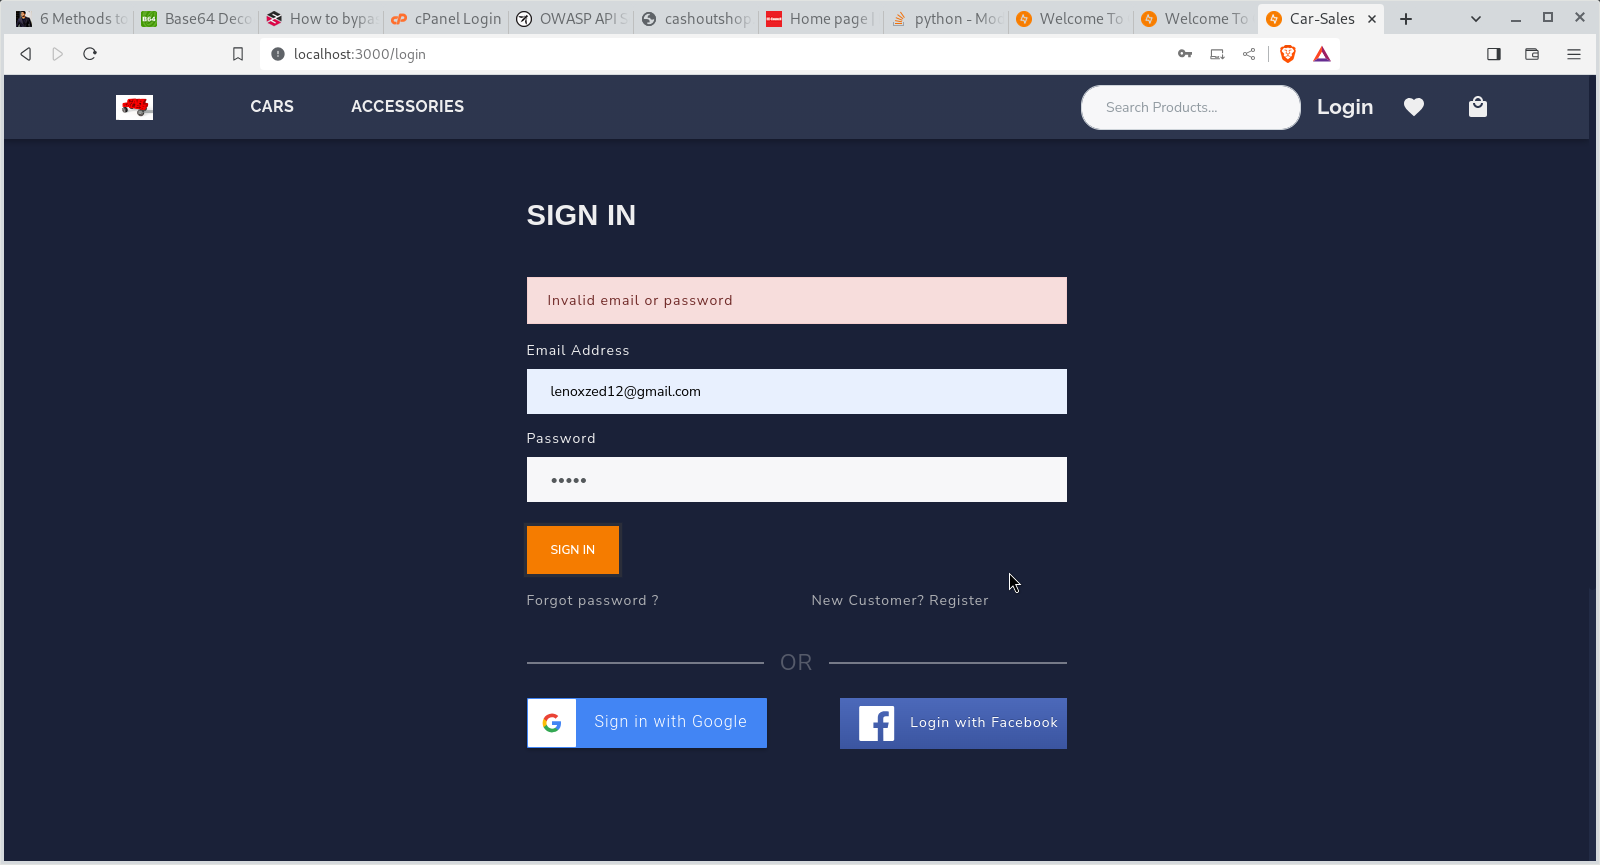 6 Methods to
Base64 Deco
How to bypa
cPanel Login
OWASP API S
cashoutshop
Home page |
python - Moc
Welcome To
Welcome To
Car-Sales
localhost:3000/login
CARS
ACCESSORIES
Search Products...
Login
SIGN IN
Invalid email or password
Email Address
lenoxzed12@gmail.com
Password
•••••
SIGN IN
Forgot password ?
New Customer? Register
OR
Sign in with Google
Login with Facebook